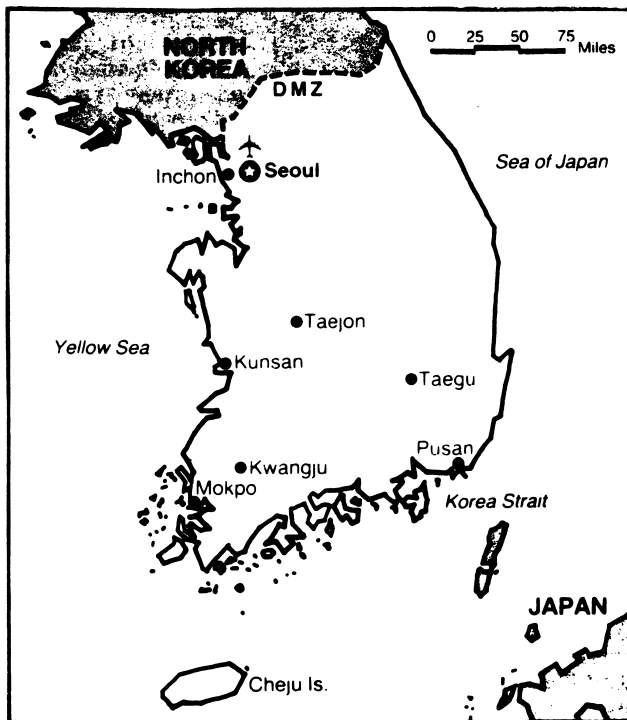 NORTH
KOREA
0 25 50 75
Miles
DMZ
Inchon
Seoul
Sea of Japan
Taejon
Yellow Sea
Kunsan
Taegu
Pusan
Kwangju
Mokpo
Korea Strait
JAPAN
Cheju Is.